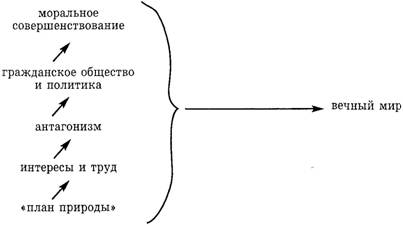 моральное
совершенствование
гражданское общество
и политика
вечный мир
антагонизм
интересы и труд
«план природы»